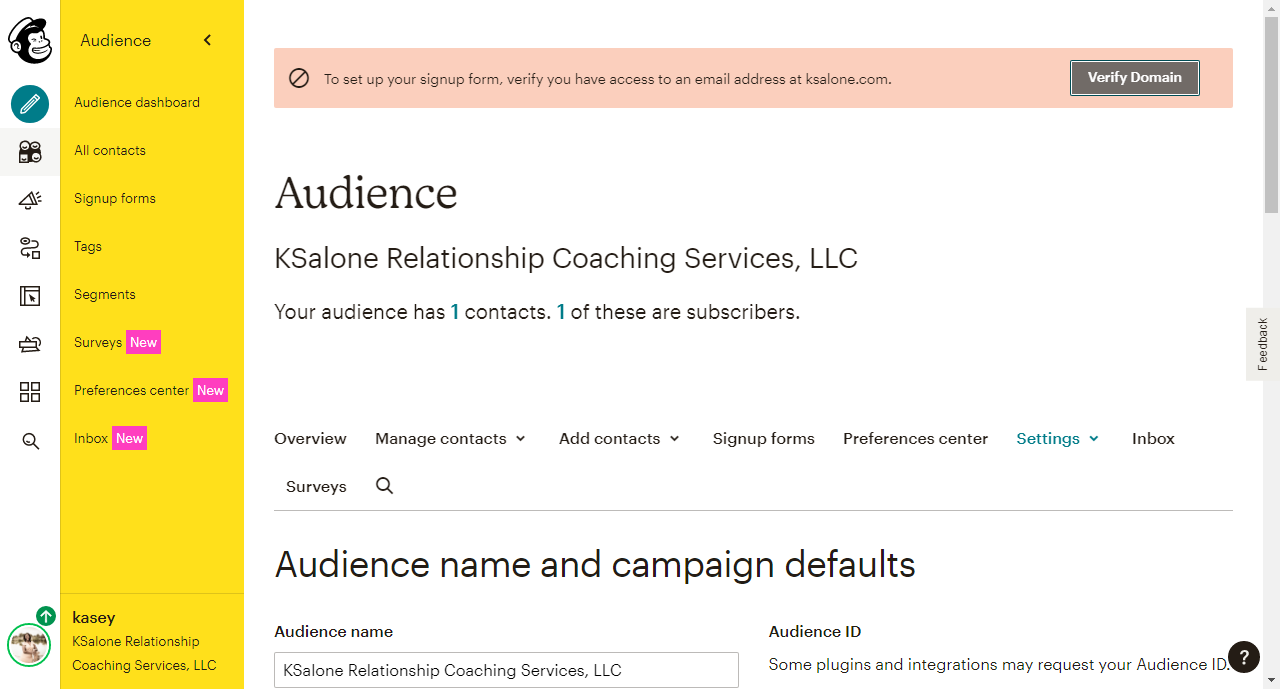 Audience
Audience dashboard
All contacts
Signup forms
Tags
Segments
Surveys New
Preferences center New
Inbox New
kasey
KSalone Relationship
Coaching Services, LLC
To set up your signup form, verify you have access to an email address at ksalone.com.
Verify Domain
Audience
KSalone Relationship Coaching Services, LLC
Your audience has 1 contacts. 1 of these are subscribers.
Overview Manage contacts Add contacts Signup forms Preferences center Settings Inbox
Surveys
Audience name and campaign defaults
Audience name
KSalone Relationship Coaching Services, LLC
Audience ID
Some plugins and integrations may request your Audience ID.
Feedback
?